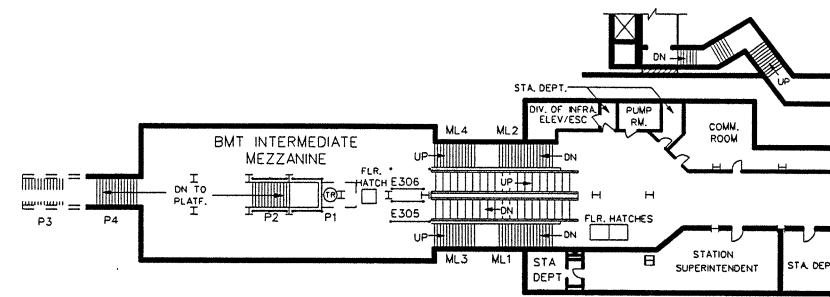 DN
UP
STA. DEPT.
DIV. OF INFRA.
ELEV/ESC
PUMP
RM.
COMM.
ROOM
ML4
ML2
BMT INTERMEDIATE
MEZZANINE
UP
DN
FLR.
HATCH
E306
UP
DN TO
PLATF.
TR
P3
P4
P2
P1
E305
DN
FLR. HATCHES
UP
DN
ML3
ML1
STA
DEPT
STATION
SUPERINTENDENT
STA. DEP